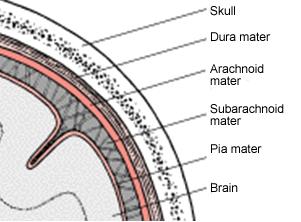 Skull
Dura mater
Arachnoid
mater
Subarachnoid
mater
Pia mater
Brain